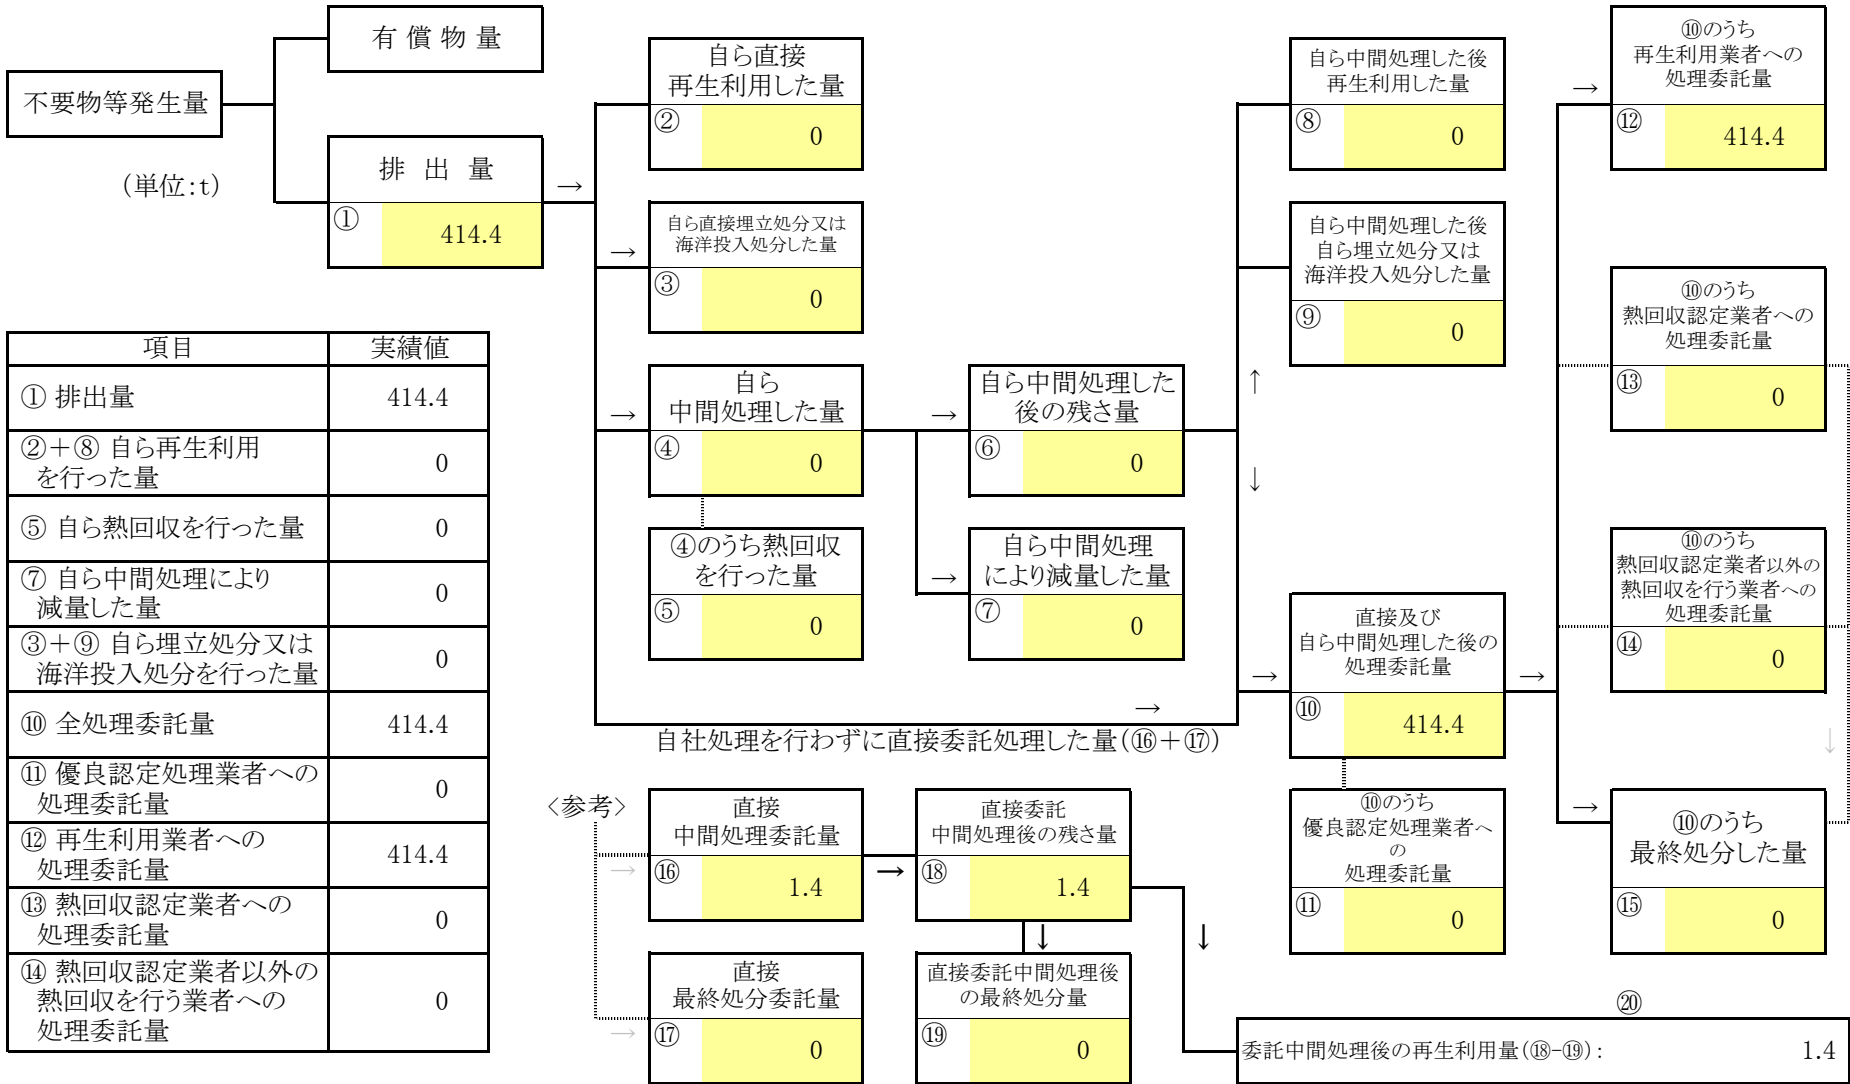 有 償 物 量
不要物等発生量
（単位:t）
排 出 量
→
①
414.4
自ら直接
再生利用した量
②
0
→
自ら直接埋立処分又は
海洋投入処分した量
③
0
→
自ら
中間処理した量
④
0
④のうち熱回収
を行った量
⑤
0
→
自ら中間処理した
後の残さ量
⑥
0
→
自ら中間処理
により減量した量
⑦
0
自ら中間処理した後
再生利用した量
⑧
0
自ら中間処理した後
自ら埋立処分又は
海洋投入処分した量
⑨
0
↑
↓
→
直接及び
自ら中間処理した後の
処理委託量
⑩
414.4
→
⑩のうち
優良認定処理業者へ
の
処理委託量
⑪
0
→
⑩のうち
再生利用業者への
処理委託量
⑫
414.4
⑩のうち
熱回収認定業者への
処理委託量
⑬
0
⑩のうち
熱回収認定業者以外の
熱回収を行う業者への
処理委託量
⑭
0
↓
→
⑩のうち
最終処分した量
⑮
0
→
自社処理を行わずに直接委託処理した量（⑯＋⑰）
〈参考〉
→
直接
中間処理委託量
⑯
1.4
→
直接委託
中間処理後の残さ量
⑱
1.4
↓
↓
→
直接
最終処分委託量
⑰
0
直接委託中間処理後
の最終処分量
⑲
0
⑳
委託中間処理後の再生利用量（⑱-⑲）: 1.4
項目 実績値
① 排出量 414.4
②＋⑧ 自ら再生利用
を行った量 0
⑤ 自ら熱回収を行った量 0
⑦ 自ら中間処理により
減量した量 0
③＋⑨ 自ら埋立処分又は
海洋投入処分を行った量 0
⑩ 全処理委託量 414.4
⑪ 優良認定処理業者への
処理委託量 0
⑫ 再生利用業者への
処理委託量 414.4
⑬ 熱回収認定業者への
処理委託量 0
⑭ 熱回収認定業者以外の
熱回収を行う業者への
処理委託量 0